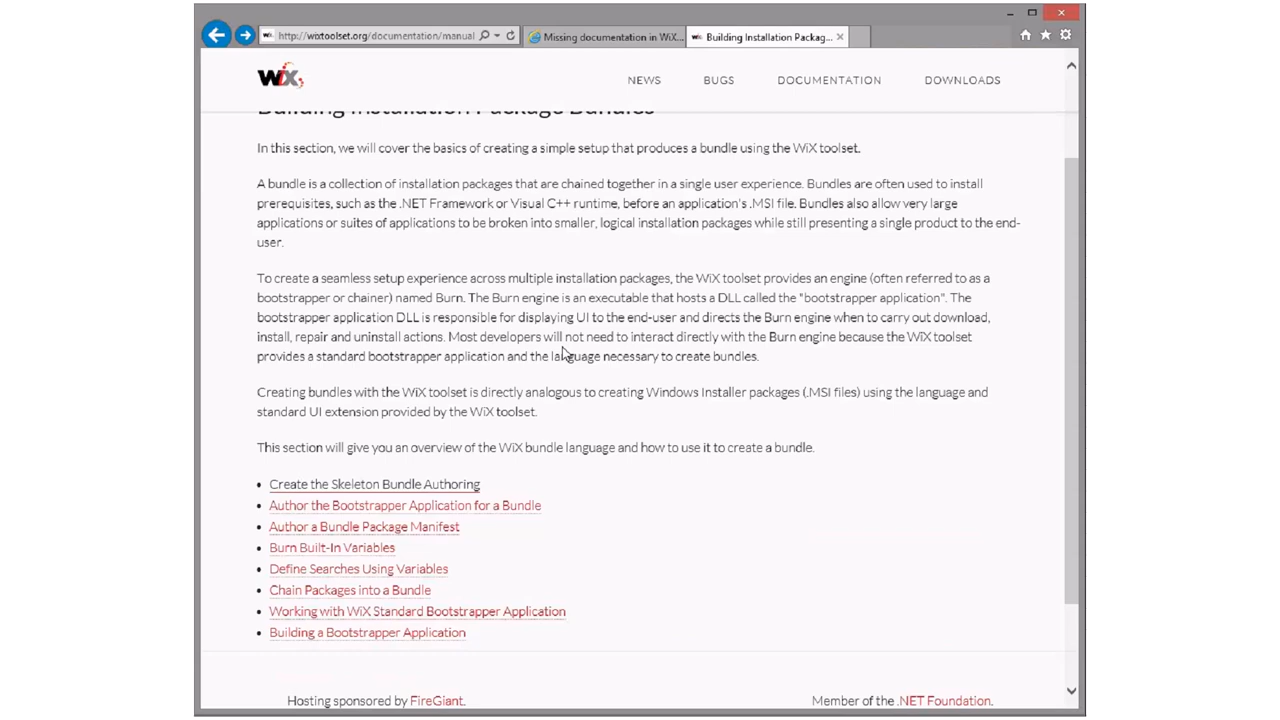 http://wixtoolset.org/documentation/manual
Missing documentation in WiX...
Building Installation Packag...
WiX
NEWS
BUGS
DOCUMENTATION
DOWNLOADS
Building Installation Package Bundles
In this section, we will cover the basics of creating a simple setup that produces a bundle using the WiX toolset.
A bundle is a collection of installation packages that are chained together in a single user experience. Bundles are often used to install
prerequisites, such as the .NET Framework or Visual C++ runtime, before an application's .MSI file. Bundles also allow very large
applications or suites of applications to be broken into smaller, logical installation packages while still presenting a single product to the end-
user.
To create a seamless setup experience across multiple installation packages, the WiX toolset provides an engine (often referred to as a
bootstrapper or chainer) named Burn. The Burn engine is an executable that hosts a DLL called the "bootstrapper application". The
bootstrapper application DLL is responsible for displaying UI to the end-user and directs the Burn engine when to carry out download,
install, repair and uninstall actions. Most developers will not need to interact directly with the Burn engine because the WiX toolset
provides a standard bootstrapper application and the language necessary to create bundles.
Creating bundles with the WiX toolset is directly analogous to creating Windows Installer packages (.MSI files) using the language and
standard UI extension provided by the WiX toolset.
This section will give you an overview of the WiX bundle language and how to use it to create a bundle.
• Create the Skeleton Bundle Authoring
• Author the Bootstrapper Application for a Bundle
• Author a Bundle Package Manifest
• Burn Built-In Variables
• Define Searches Using Variables
• Chain Packages into a Bundle
• Working with WiX Standard Bootstrapper Application
• Building a Bootstrapper Application
Hosting sponsored by FireGiant.
Member of the .NET Foundation.